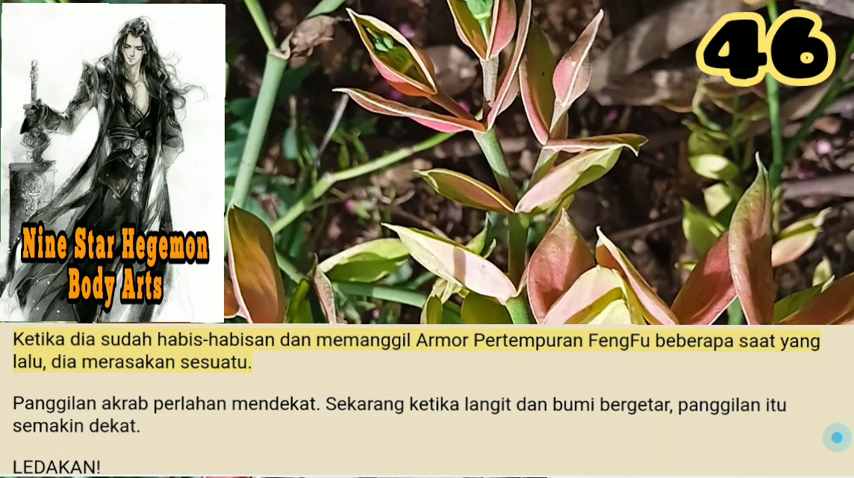 46
Nine Star Hegemon
Body Arts
Ketika dia sudah habis-habisan dan memanggil Armor Pertempuran FengFu beberapa saat yang
lalu, dia merasakan sesuatu.
Panggilan akrab perlahan mendekat. Sekarang ketika langit dan bumi bergetar, panggilan itu
semakin dekat.
LEDAKAN!